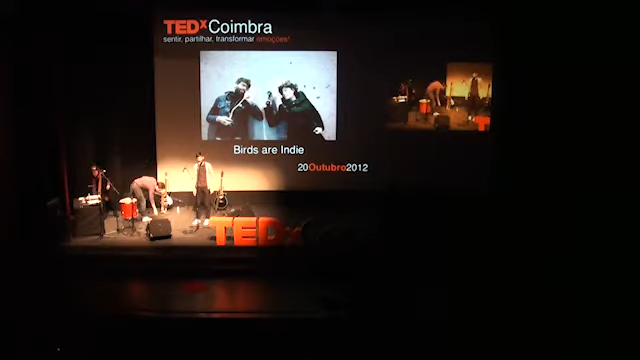 TEDxCoimbra
sentir, partilhar, transformar emoções!
Birds are Indie
20Outubro2012
TEDx